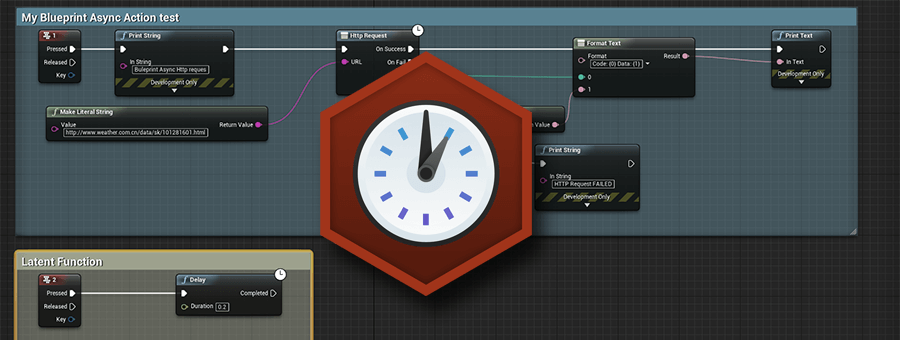 My Blueprint Async Action test
1
Pressed
Released
Key
Print String
In String
Buleprint Async Http reques
Development Only
Http Request
On Success
URL
On Fail
Format Text
Format
Result
Code: {0} Data: {1}
0
1
Print Text
In Text
Development Only
Make Literal String
Value
Return Value
http://www.weather.com.cn/data/sk/101281601.html
Value
Print String
In String
HTTP Request FAILED
Development Only
Latent Function
2
Pressed
Released
Key
Delay
Completed
Duration
0.2